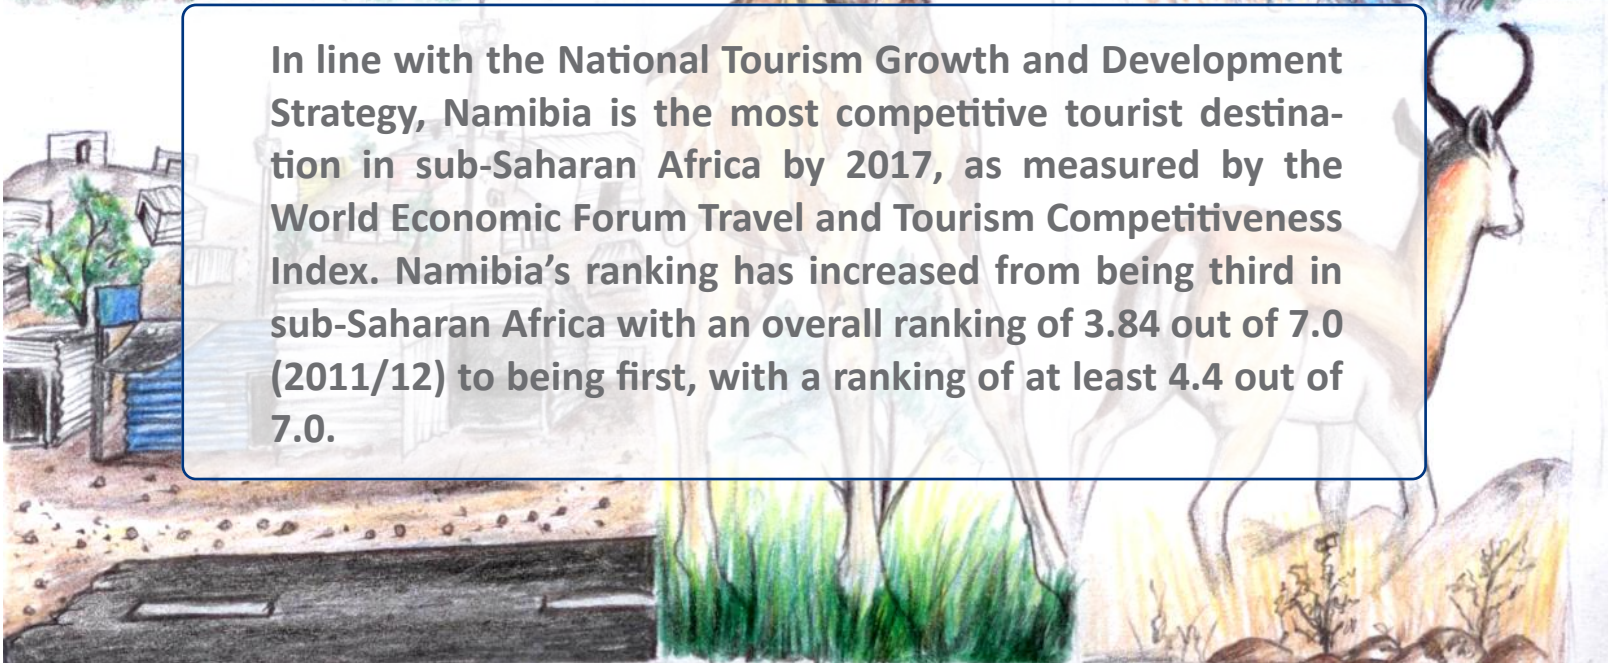 In line with the National Tourism Growth and Development
Strategy, Namibia is the most competitive tourist destina-
tion in sub-Saharan Africa by 2017, as measured by the
World Economic Forum Travel and Tourism Competitiveness
Index. Namibia’s ranking has increased from being third in
sub-Saharan Africa with an overall ranking of 3.84 out of 7.0
(2011/12) to being first, with a ranking of at least 4.4 out of
7.0.